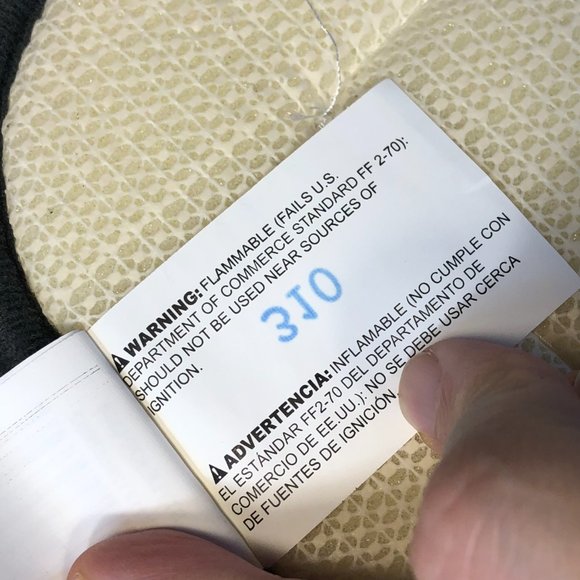 ⚠WARNING: FLAMMABLE (FAILS U.S.
DEPARTMENT OF COMMERCE STANDARD FF 2-70):
SHOULD NOT BE USED NEAR SOURCES OF
IGNITION.
3JO
⚠ADVERTENCIA: INFLAMABLE (NO CUMPLE CON
EL ESTÁNDAR FF2-70 DEL DEPARTAMENTO DE
COMERCIO DE EE.UU.): NO SE DEBE USAR CERCA
DE FUENTES DE IGNICIÓN.